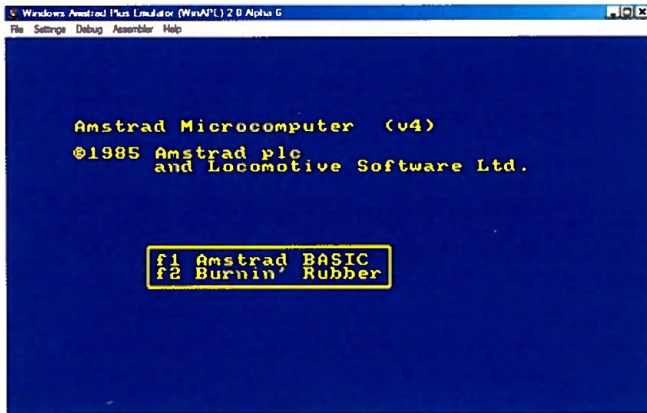 Windows Amstrad Plus Emulator (WinAPE) 2.0 Alpha 6
File Settings Debug Assembler Help
Amstrad Microcomputer (v4)
©1985 Amstrad plc
and Locomotive Software Ltd.
f1 Amstrad BASIC
f2 Burnin' Rubber